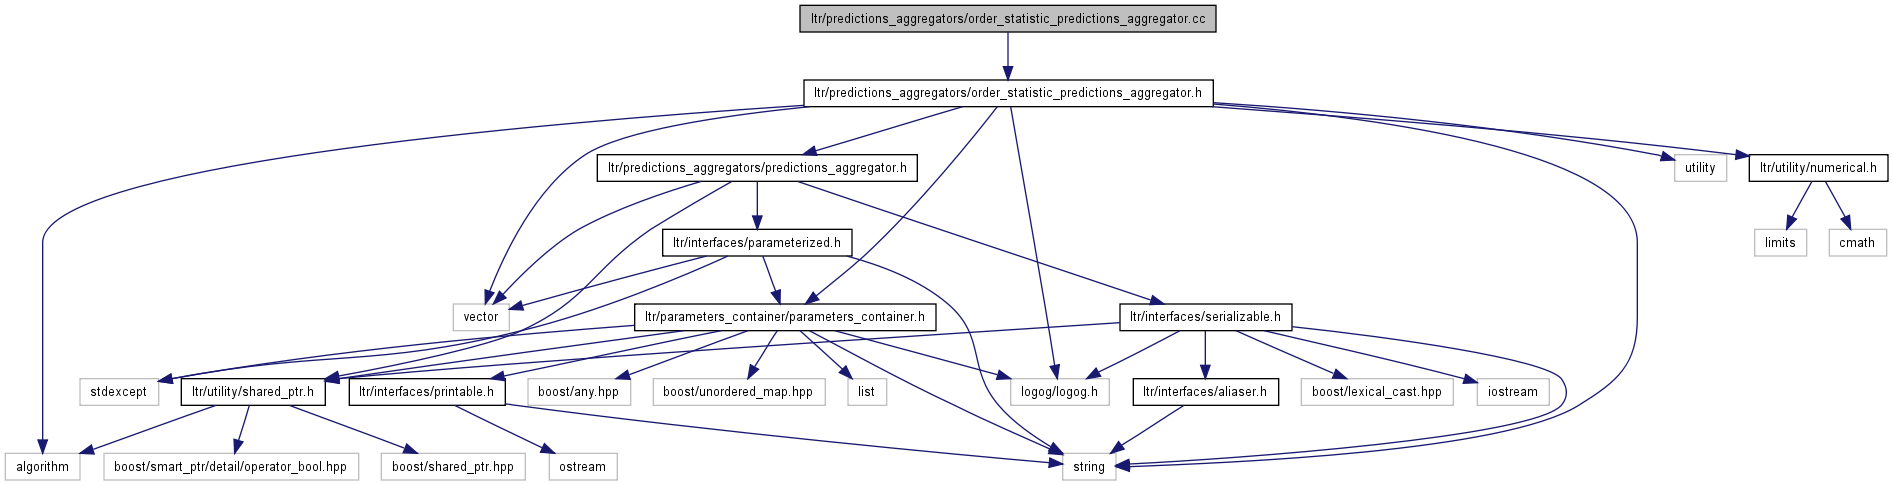 ltr/predictions_aggregators/order_statistic_predictions_aggregator.cc
ltr/predictions_aggregators/order_statistic_predictions_aggregator.h
ltr/predictions_aggregators/predictions_aggregator.h
utility
ltr/utility/numerical.h
ltr/interfaces/parameterized.h
limits
cmath
vector
ltr/parameters_container/parameters_container.h
ltr/interfaces/serializable.h
stdexcept
ltr/utility/shared_ptr.h
ltr/interfaces/printable.h
boost/any.hpp
boost/unordered_map.hpp
list
logog/logog.h
ltr/interfaces/aliaser.h
boost/lexical_cast.hpp
iostream
algorithm
boost/smart_ptr/detail/operator_bool.hpp
boost/shared_ptr.hpp
ostream
string